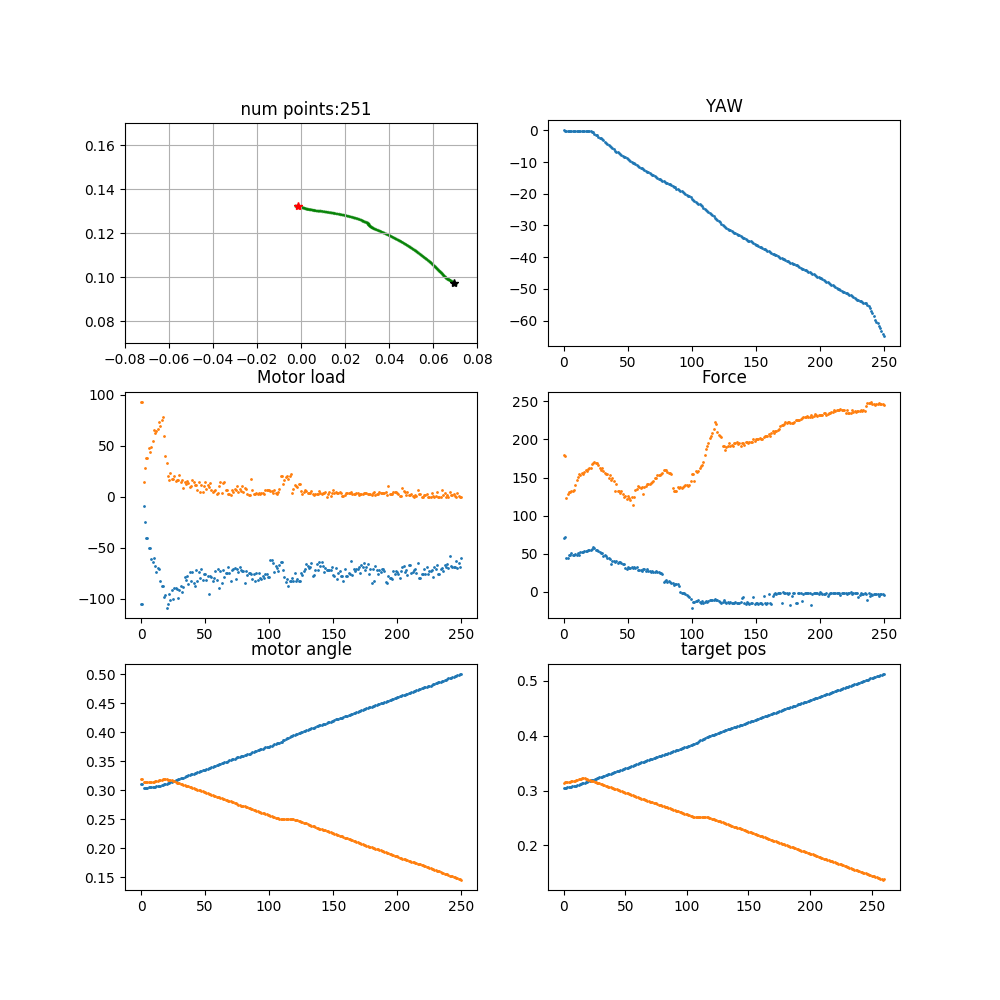 num points:251
0.16
0.14
0.12
0.10
0.08
−0.08 −0.06 −0.04 −0.02 0.00 0.02 0.04 0.06 0.08
YAW
0
−10
−20
−30
−40
−50
−60
0 50 100 150 200 250
Motor load
100
50
0
−50
−100
0 50 100 150 200 250
Force
250
200
150
100
50
0
0 50 100 150 200 250
motor angle
0.50
0.45
0.40
0.35
0.30
0.25
0.20
0.15
0 50 100 150 200 250
target pos
0.5
0.4
0.3
0.2
0 50 100 150 200 250